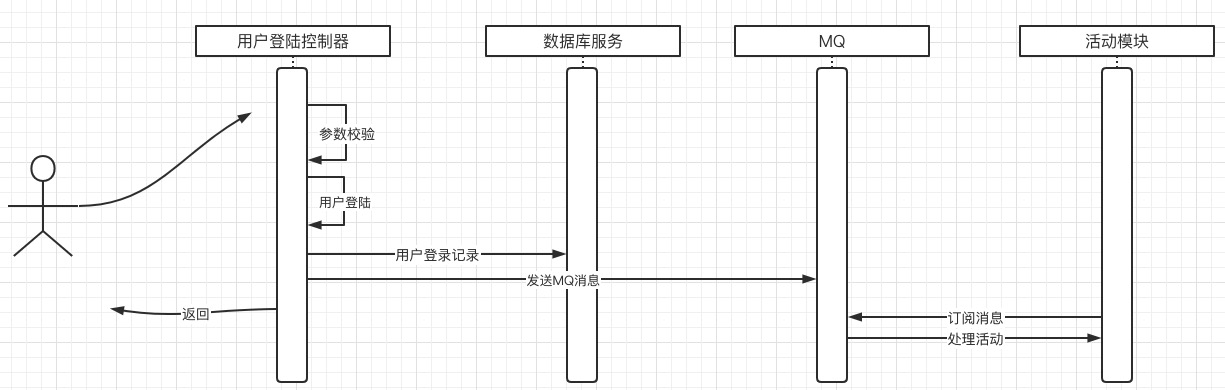 用户登陆控制器
数据库服务
MQ
活动模块
参数校验
用户登陆
用户登录记录
发送MQ消息
返回
订阅消息
处理活动